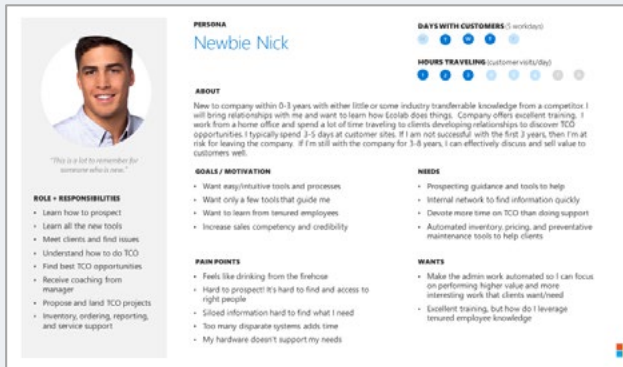 "This is a lot to remember for
someone who is new."
ROLE + RESPONSIBILITIES
• Learn how to prospect
• Learn all the new tools
• Meet clients and find issues
• Understand how to do TCO
• Find best TCO opportunities
• Receive coaching from
manager
• Propose and land TCO projects
• Inventory, ordering, reporting,
and service support
PERSONA
Newbie Nick
DAYS WITH CUSTOMERS (5 workdays)
M T W T F
HOURS TRAVELING (customer visits/day)
1 2 3 4 5 6 7 8
ABOUT
New to company within 0-3 years with either little or some industry transferrable knowledge from a competitor. I
will bring relationships with me and want to learn how Ecolab does things. Company offers excellent training. I
work from a home office and spend a lot of time traveling to clients developing relationships to discover TCO
opportunities. I typically spend 3-5 days at customer sites. If I am not successful with the first 3 years, then I'm at
risk for leaving the company. If I'm still with the company for 3-8 years, I can effectively discuss and sell value to
customers well.
GOALS / MOTIVATION
• Want easy/intuitive tools and processes
• Want only a few tools that guide me
• Want to learn from tenured employees
• Increase sales competency and credibility
NEEDS
• Prospecting guidance and tools to help
• Internal network to find information quickly
• Devote more time on TCO than doing support
• Automated inventory, pricing, and preventative
maintenance tools to help clients
PAIN POINTS
• Feels like drinking from the firehose
• Hard to prospect! It's hard to find and access to
right people
• Siloed information hard to find what I need
• Too many disparate systems adds time
• My hardware doesn't support my needs
WANTS
• Make the admin work automated so I can focus
on performing higher value and more
interesting work that clients want/need
• Excellent training, but how do I leverage
tenured employee knowledge